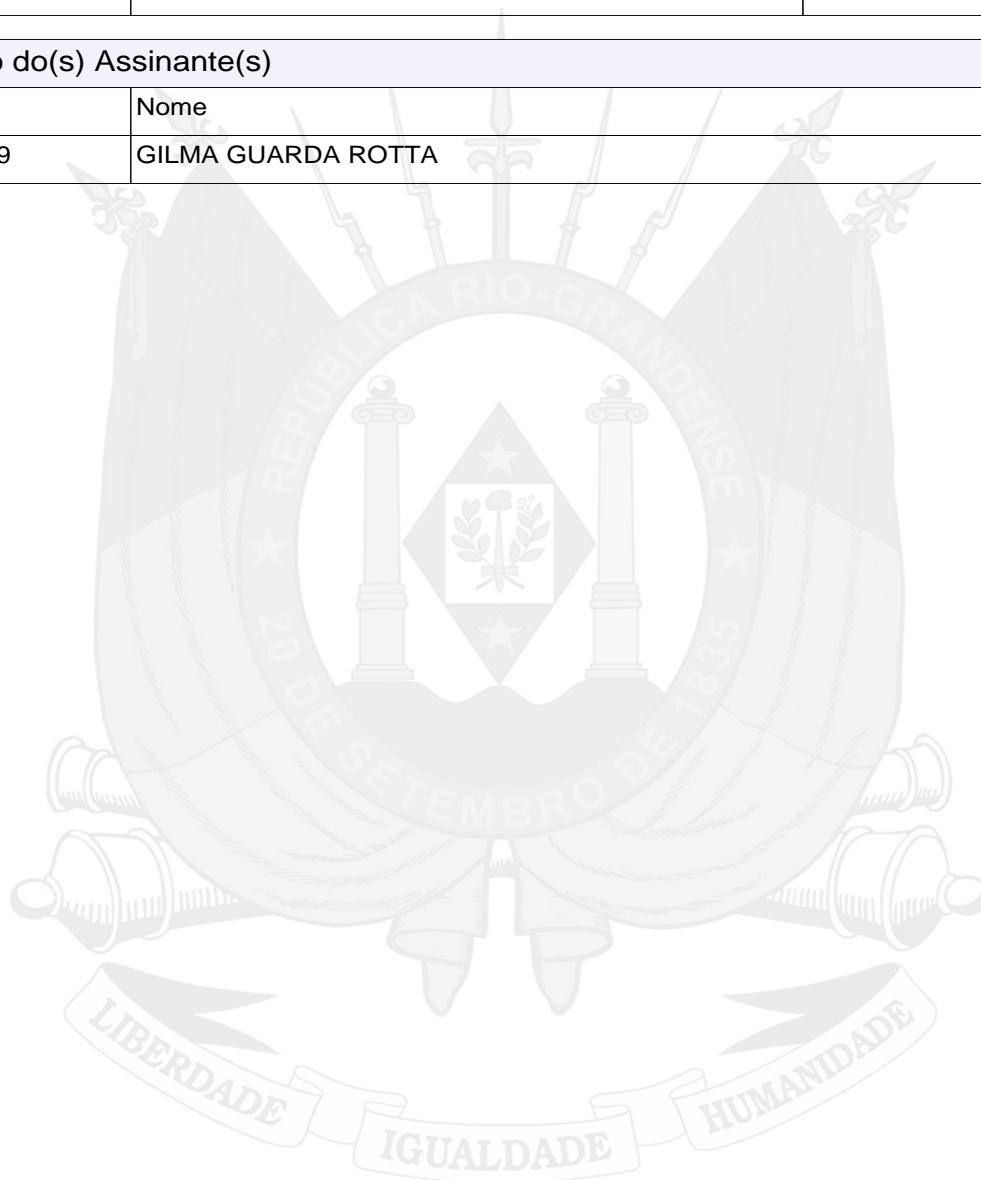 o do(s) Assinante(s)
Nome
9 GILMA GUARDA ROTTA
REPÚBLICA RIO-GRANDENSE
★ 20 DE SETEMBRO DE 1835 ★
LIBERDADE IGUALDADE HUMANIDADE